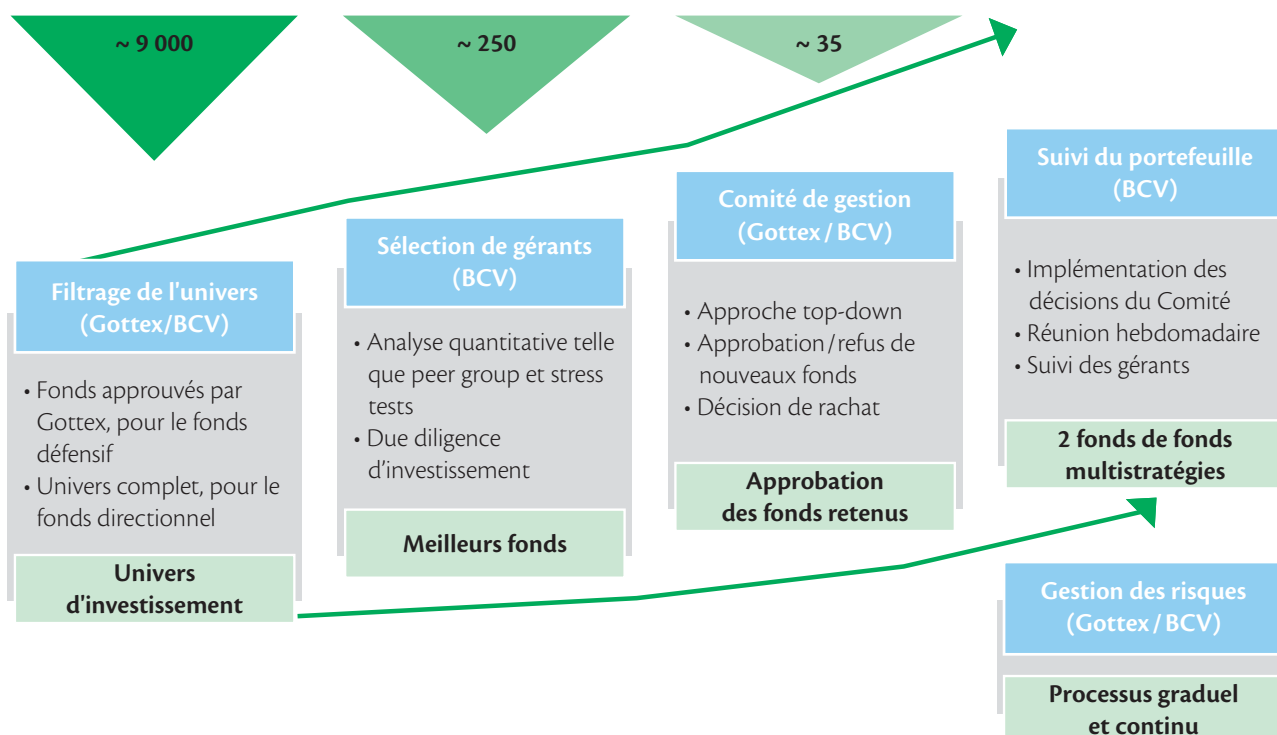 ~ 9 000
~ 250
~ 35
Filtrage de l'univers
(Gottex/BCV)
• Fonds approuvés par
Gottex, pour le fonds
défensif
• Univers complet, pour le
fonds directionnel
Univers
d'investissement
Sélection de gérants
(BCV)
• Analyse quantitative telle
que peer group et stress
tests
• Due diligence
d'investissement
Meilleurs fonds
Comité de gestion
(Gottex / BCV)
• Approche top-down
• Approbation / refus de
nouveaux fonds
• Décision de rachat
Approbation
des fonds retenus
Suivi du portefeuille
(BCV)
• Implémentation des
décisions du Comité
• Réunion hebdomadaire
• Suivi des gérants
2 fonds de fonds
multistratégies
Gestion des risques
(Gottex / BCV)
Processus graduel
et continu